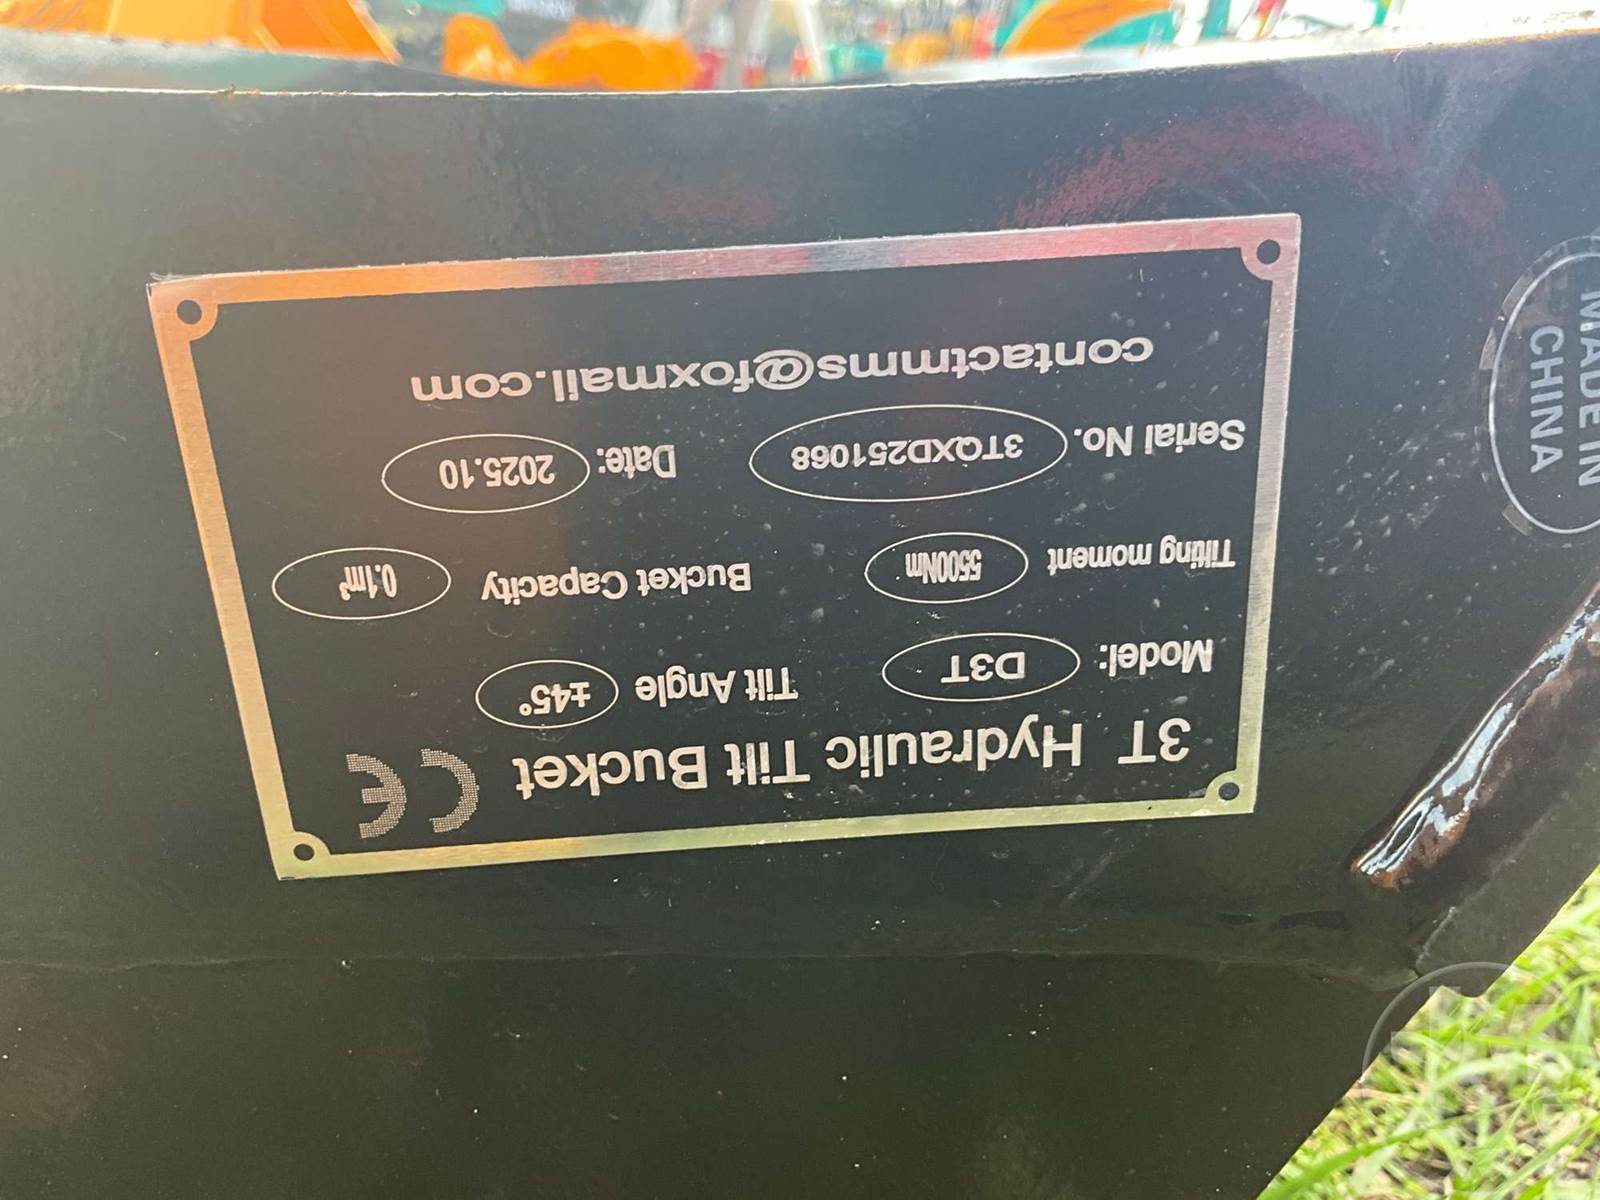 3T Hydraulic Tilt Bucket CE
Model: D3T Tilt Angle ±45°
Tilting moment 5500Nm Bucket Capacity 0.1m³
Serial No. 3TQXD251068 Date: 2025.10
contactmms@foxmail.com
MADE IN
CHINA